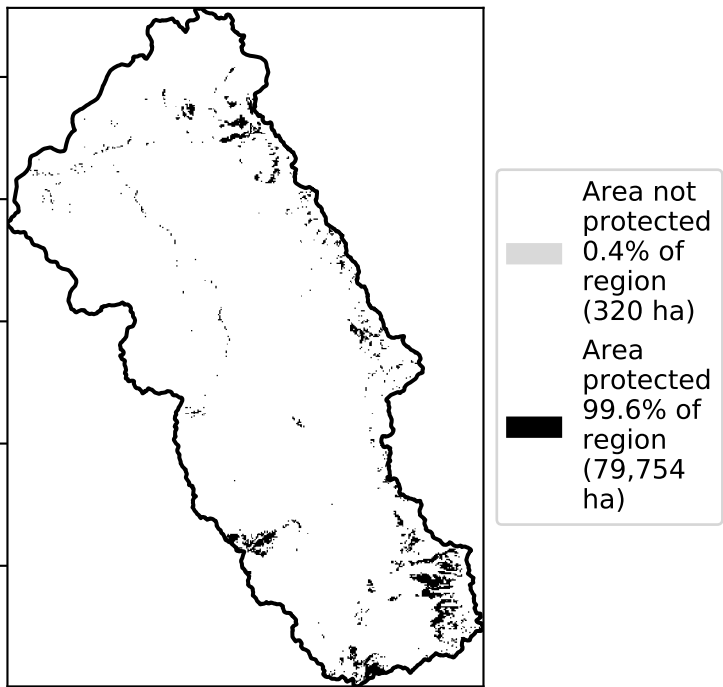 Area not
protected
0.4% of
region
(320 ha)
Area
protected
99.6% of
region
(79,754
ha)